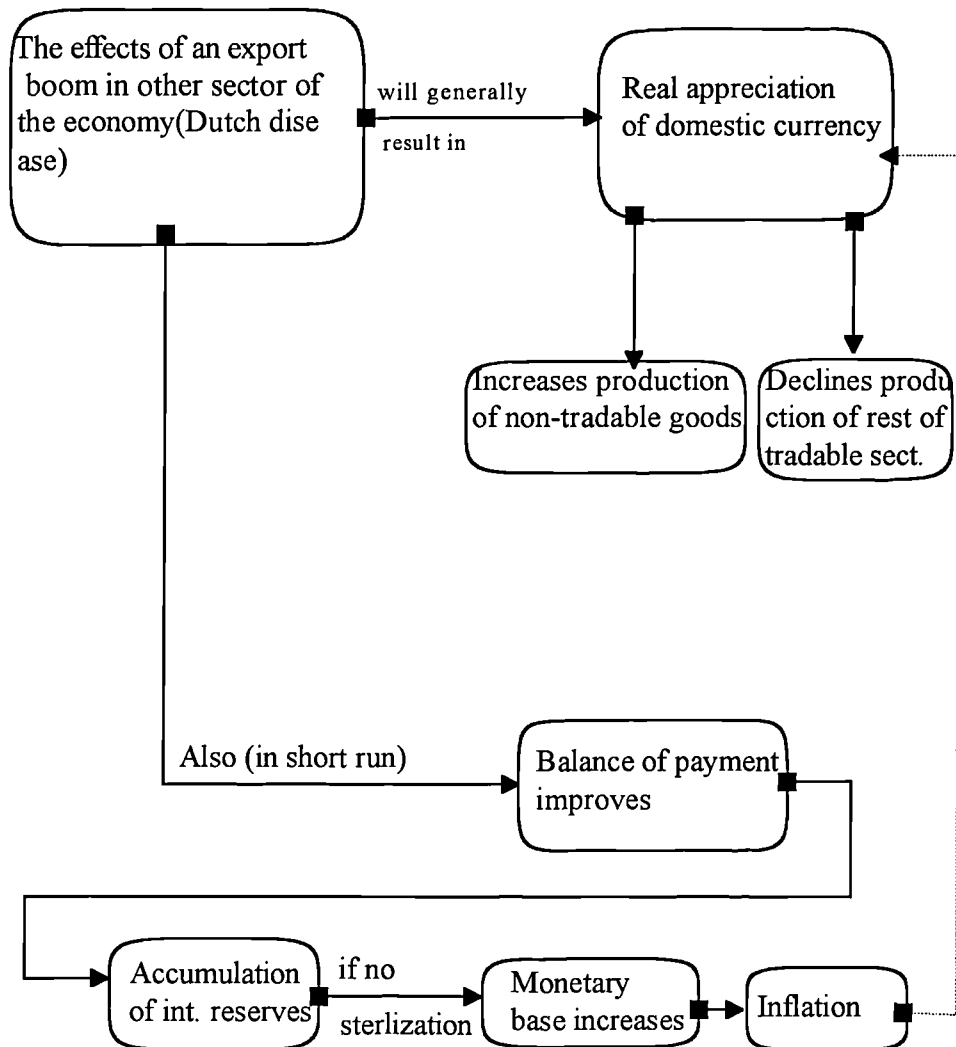 The effects of an export
boom in other sector of
the economy(Dutch dise
ase)
will generally
result in
Real appreciation
of domestic currency
Increases production
of non-tradable goods
Declines produ
ction of rest of
tradable sect.
Also (in short run)
Balance of payment
improves
Accumulation
of int. reserves
if no
sterlization
Monetary
base increases
Inflation